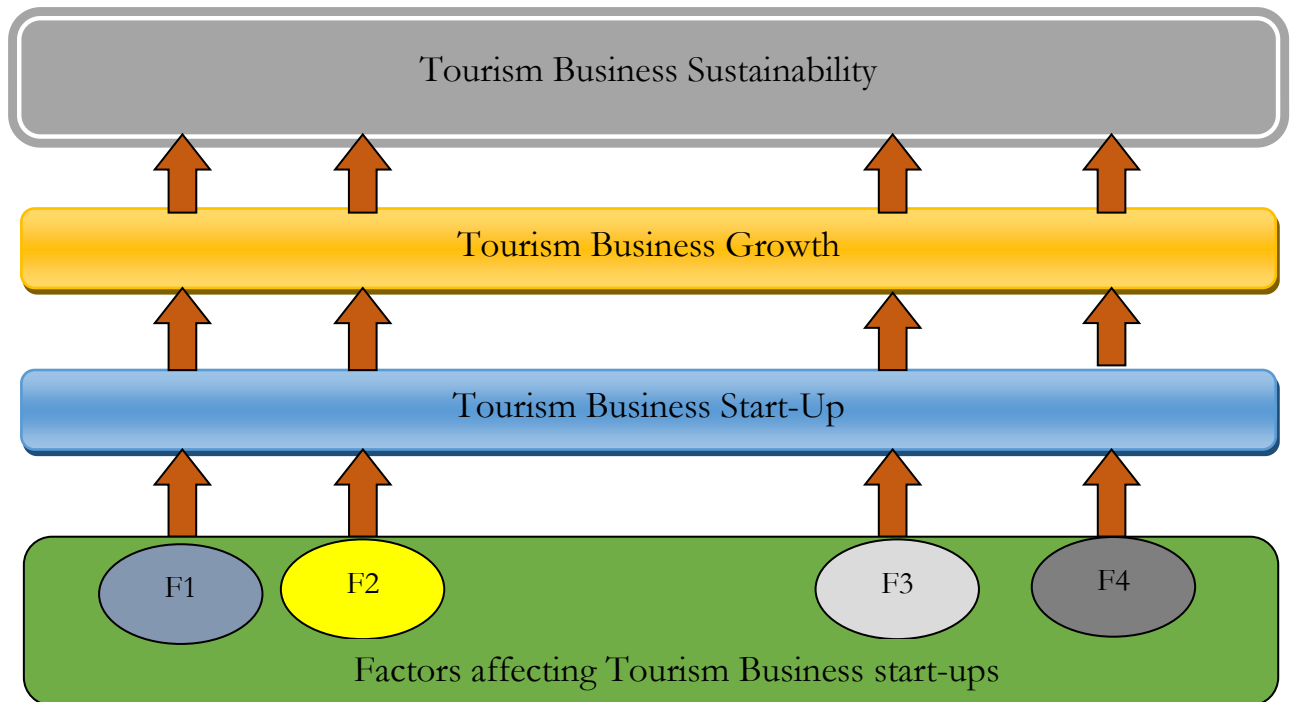 Tourism Business Sustainability
Tourism Business Growth
Tourism Business Start-Up
F1
F2
F3
F4
Factors affecting Tourism Business start-ups